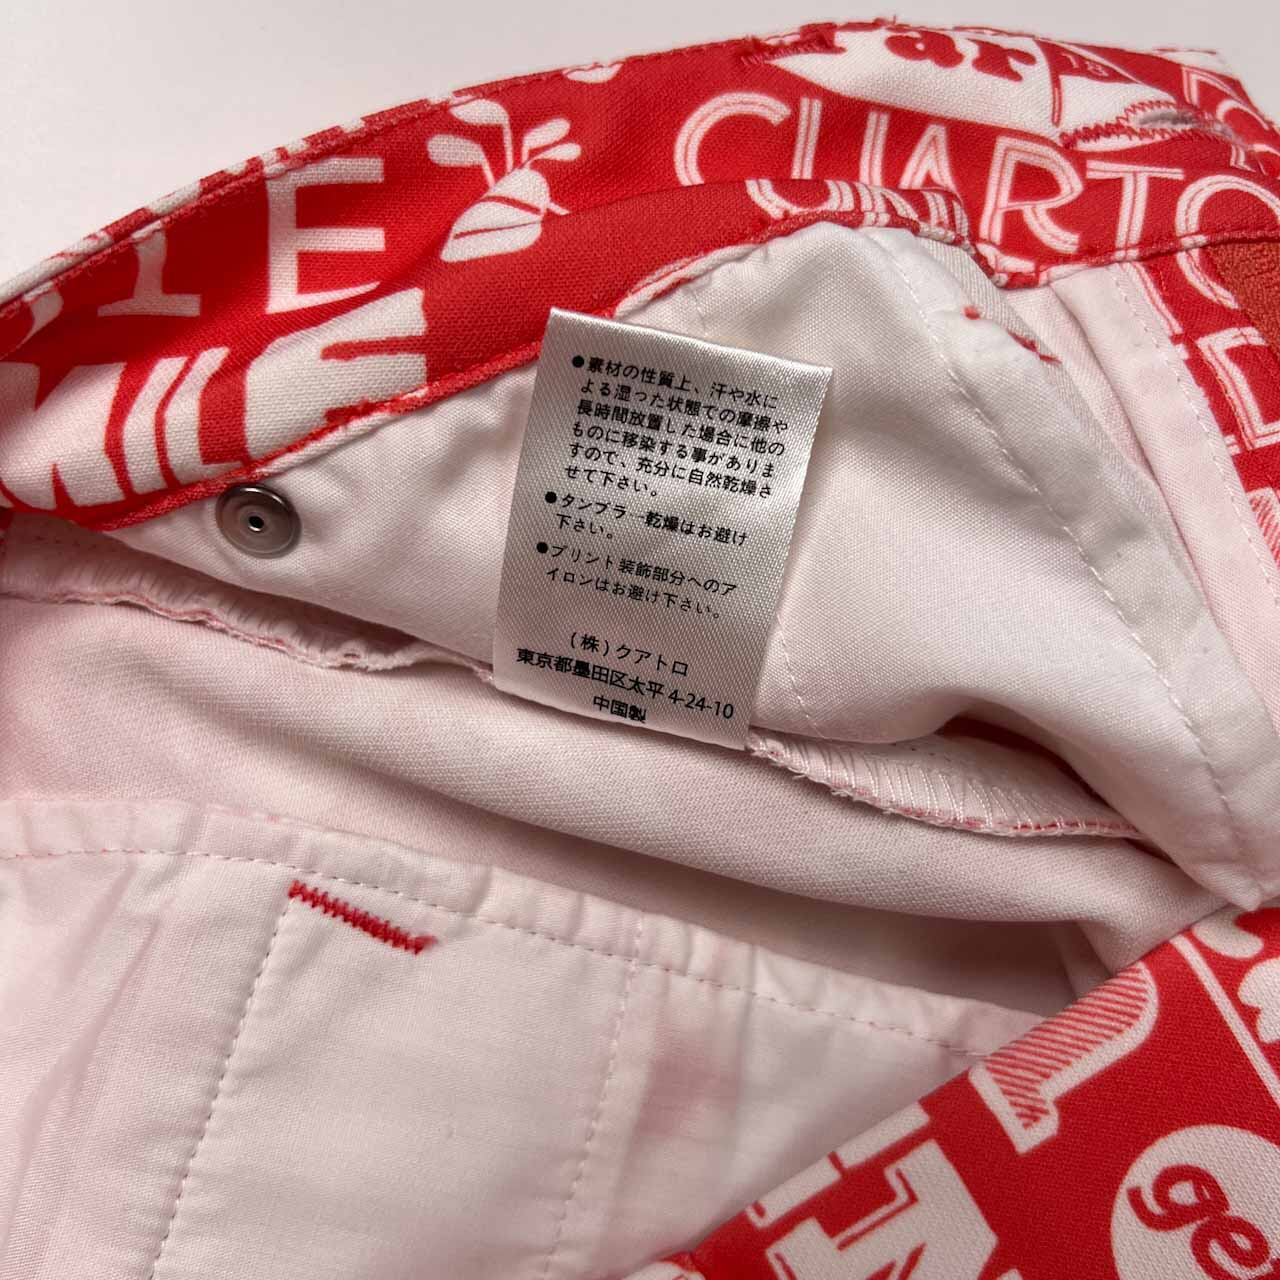 Par
18
CUARTO
E
MILE
●素材の性質上、汗や水に
よる湿った状態での摩擦や
長時間放置した場合に他の
ものに移染する事がありま
すので、充分に自然乾燥さ
せて下さい。
●タンブラー乾燥はお避け
下さい。
●プリント装飾部分へのア
イロンはお避け下さい。
(株)クアトロ
東京都墨田区太平4-24-10
中国製
ge